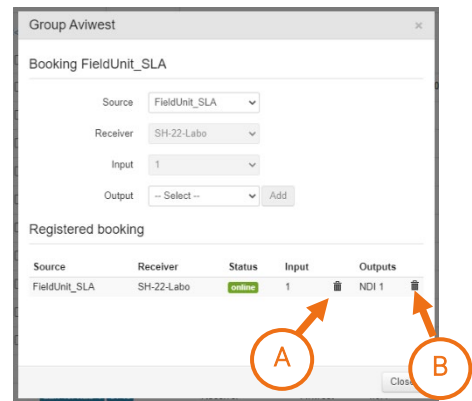 Group Aviwest ×
Booking FieldUnit_SLA
Source FieldUnit_SLA
Receiver SH-22-Labo
Input 1
Output -- Select -- Add
Registered booking
Source Receiver Status Input Outputs
FieldUnit_SLA SH-22-Labo online 1 NDI 1
A
B